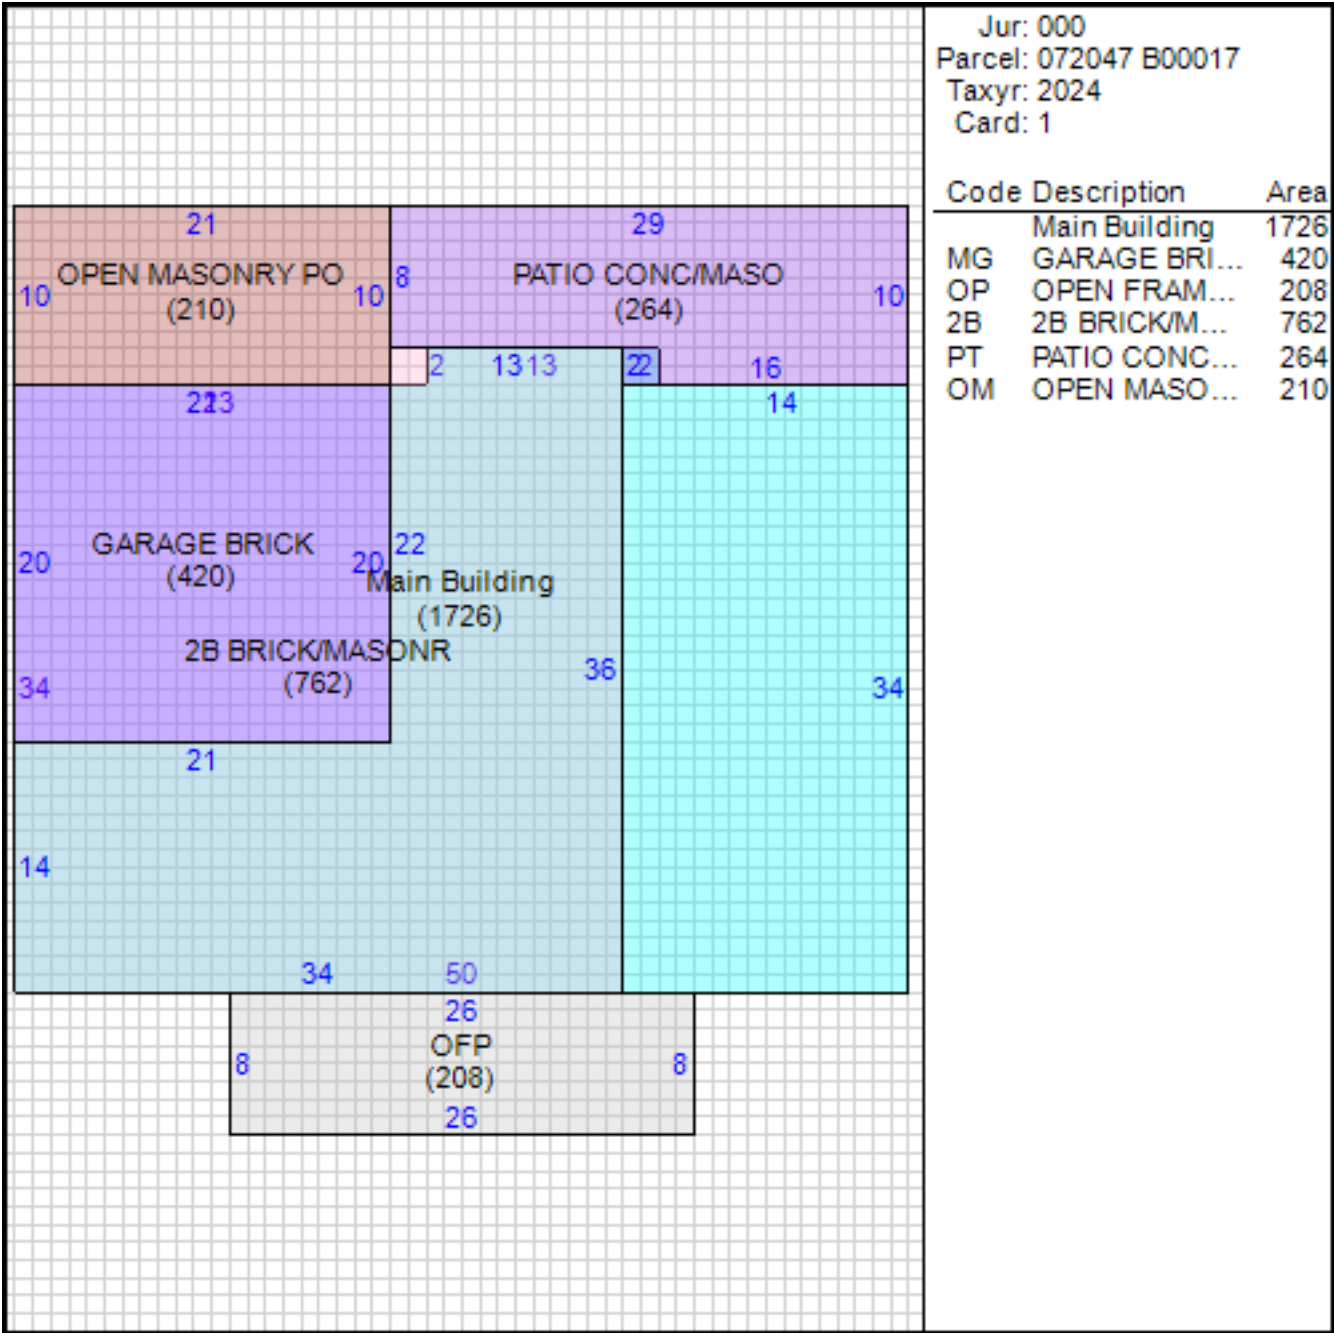 Jur: 000
Parcel: 072047 B00017
Taxyr: 2024
Card: 1
Code Description Area
Main Building 1726
MG GARAGE BRI... 420
OP OPEN FRAM... 208
2B 2B BRICK/M... 762
PT PATIO CONC... 264
OM OPEN MASO... 210
21 29
OPEN MASONRY PO 8 PATIO CONC/MASO
10 (210) 10 (264) 10
2 13 13 2 2 16
14
GARAGE BRICK 22
20 (420) 20
Main Building
(1726)
2B BRICK/MASONR
(762)
36
34 34
21
14
34 50
26
OFP
8 (208) 8
26